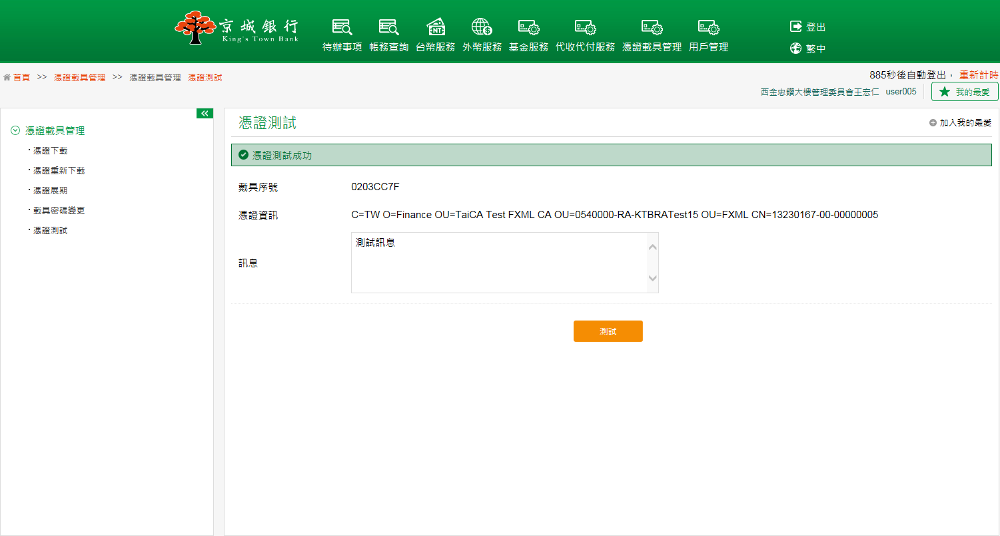 京城銀行
King's Town Bank
待辦事項 帳務查詢 台幣服務 外幣服務 基金服務 代收代付服務 憑證載具管理 用戶管理
NT
$
登出
繁中
首頁 >> 憑證載具管理 >> 憑證載具管理 憑證測試
885秒後自動登出， 重新計時
西金忠鑽大樓管理委員會王宏仁 user005
我的最愛
憑證載具管理
憑證下載
憑證重新下載
憑證展期
載具密碼變更
憑證測試
憑證測試
加入我的最愛
憑證測試成功
載具序號 0203CC7F
憑證資訊 C=TW O=Finance OU=TaiCA Test FXML CA OU=0540000-RA-KTBRATest15 OU=FXML CN=13230167-00-00000005
訊息 測試訊息
測試